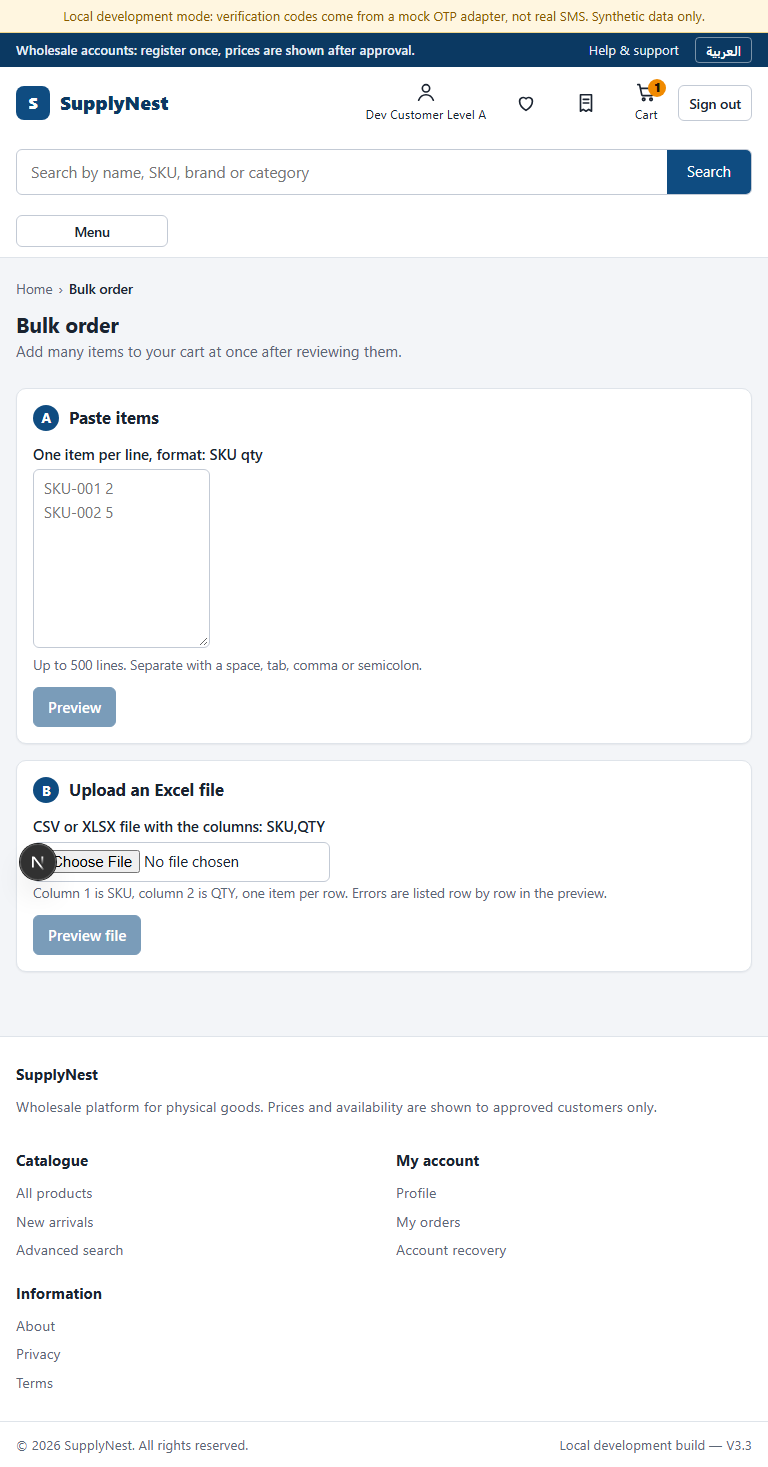 Local development mode: verification codes come from a mock OTP adapter, not real SMS. Synthetic data only.
Wholesale accounts: register once, prices are shown after approval.
Help & support
العربية
S
SupplyNest
Dev Customer Level A
1
Cart
Sign out
Search by name, SKU, brand or category
Search
Menu
Home › Bulk order
Bulk order
Add many items to your cart at once after reviewing them.
A Paste items
One item per line, format: SKU qty
SKU-001 2
SKU-002 5
Up to 500 lines. Separate with a space, tab, comma or semicolon.
Preview
B Upload an Excel file
CSV or XLSX file with the columns: SKU,QTY
N
Choose File No file chosen
Column 1 is SKU, column 2 is QTY, one item per row. Errors are listed row by row in the preview.
Preview file
SupplyNest
Wholesale platform for physical goods. Prices and availability are shown to approved customers only.
Catalogue
All products
New arrivals
Advanced search
My account
Profile
My orders
Account recovery
Information
About
Privacy
Terms
© 2026 SupplyNest. All rights reserved.
Local development build — V3.3